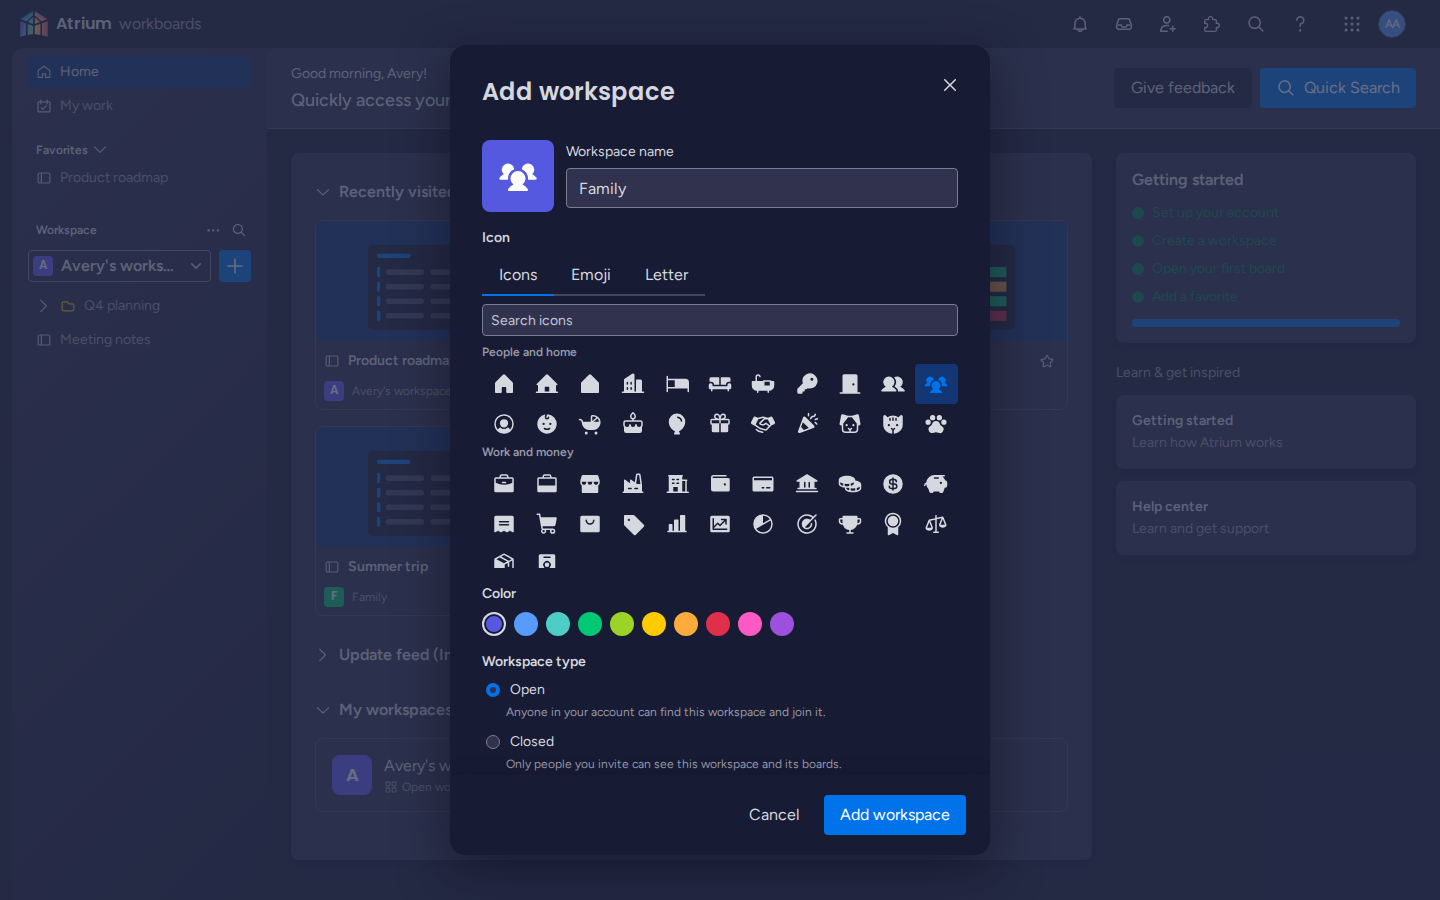 Atrium workboards
AA
Home
My work
Favorites
Product roadmap
Workspace
A Avery's works...
Q4 planning
Meeting notes
Good morning, Avery!
Quickly access your
Give feedback
Quick Search
Recently visited
Product roadma
A Avery's workspace
Summer trip
F Family
Update feed (In
My workspaces
A
Avery's w
Open wo
Add workspace
Workspace name
Family
Icon
Icons Emoji Letter
Search icons
People and home
Work and money
Color
Workspace type
Open
Anyone in your account can find this workspace and join it.
Closed
Only people you invite can see this workspace and its boards.
Cancel
Add workspace
Getting started
Set up your account
Create a workspace
Open your first board
Add a favorite
Learn & get inspired
Getting started
Learn how Atrium works
Help center
Learn and get support